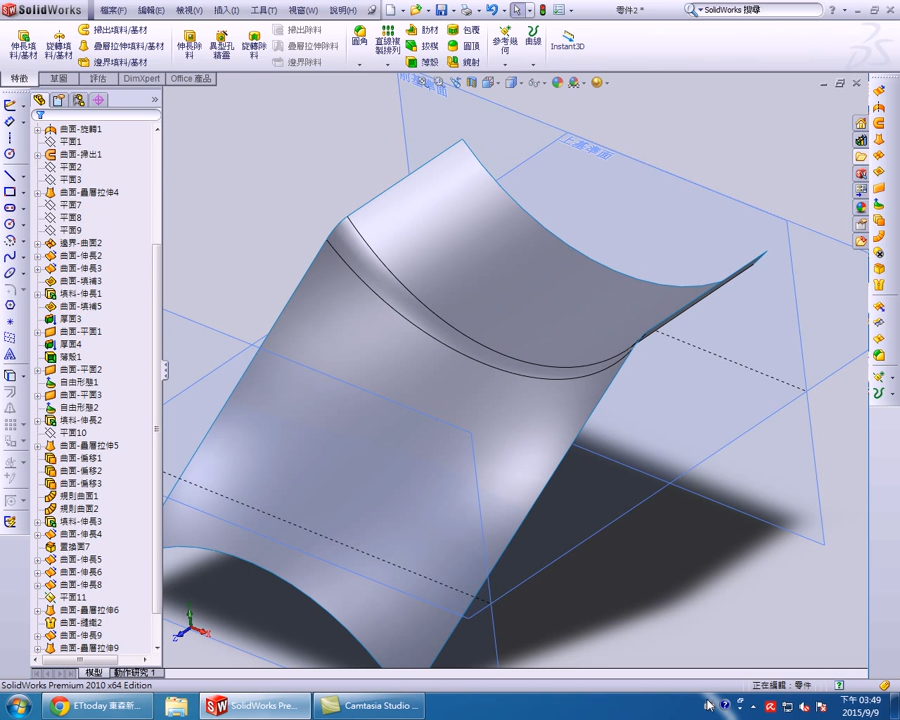 SolidWorks 檔案(F) 編輯(E) 檢視(V) 插入(I) 工具(T) 視窗(W) 說明(H) 零件2 * SolidWorks 搜尋
伸長填料/基材
旋轉填料/基材
掃出填料/基材
疊層拉伸填料/基材
邊界填料/基材
伸長除料
異型孔精靈
旋轉除料
掃出除料
疊層拉伸除料
邊界除料
圓角
直線複製排列
肋材
拔模
薄殼
包覆
圓頂
鏡射
參考幾何
曲線
Instant3D
特徵 草圖 評估 DimXpert Office 產品
前基準面
上基準面
曲面-旋轉1
平面1
曲面-掃出1
平面2
平面3
曲面-疊層拉伸4
平面7
平面8
平面9
邊界-曲面2
曲面-伸長2
曲面-伸長3
曲面-填補3
填料-伸長1
曲面-填補5
厚面3
曲面-平面1
厚面4
薄殼1
曲面-平面2
自由形態1
曲面-平面3
自由形態2
填料-伸長2
平面10
曲面-疊層拉伸5
曲面-偏移1
曲面-偏移2
曲面-偏移3
規則曲面1
規則曲面2
填料-伸長3
曲面-伸長4
置換面7
曲面-伸長5
曲面-伸長6
曲面-伸長8
平面11
曲面-疊層拉伸6
曲面-縫織2
曲面-伸長9
曲面-疊層拉伸9
模型 動作研究 1
SolidWorks Premium 2010 x64 Edition 正在編輯: 零件
ETtoday 東森新... SolidWorks Pre... Camtasia Studio ... 下午 03:49
2015/9/9